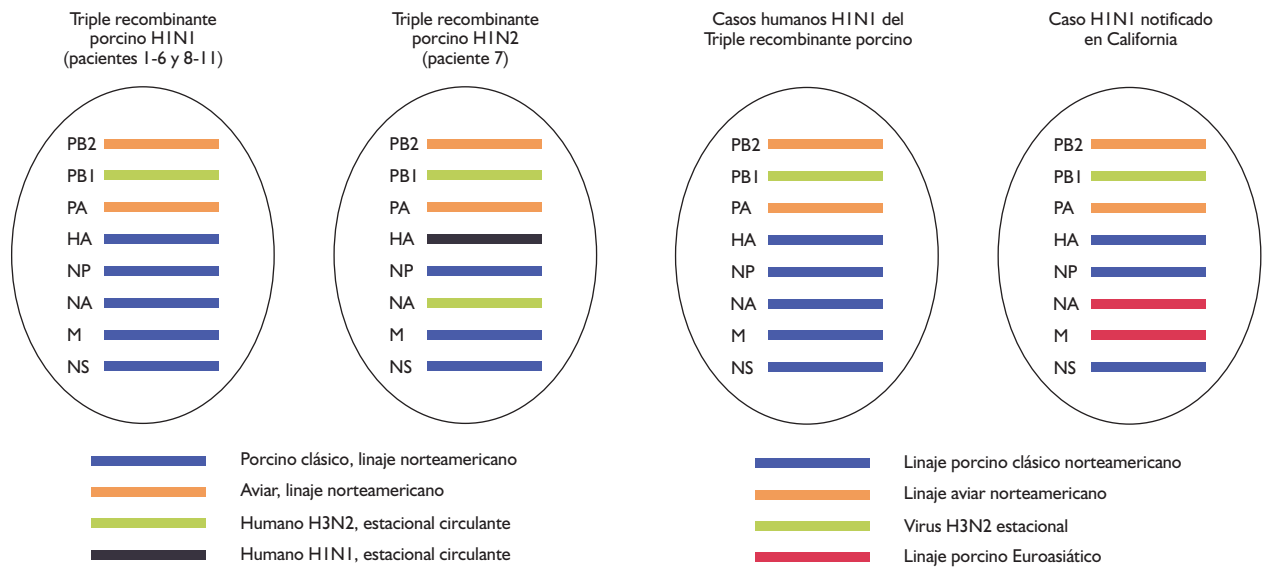 Triple recombinante
porcino H1N1
(pacientes 1-6 y 8-11)
PB2
PB1
PA
HA
NP
NA
M
NS
Triple recombinante
porcino H1N2
(paciente 7)
PB2
PB1
PA
HA
NP
NA
M
NS
Porcino clásico, linaje norteamericano
Aviar, linaje norteamericano
Humano H3N2, estacional circulante
Humano H1N1, estacional circulante
Casos humanos H1N1 del
Triple recombinante porcino
PB2
PB1
PA
HA
NP
NA
M
NS
Caso H1N1 notificado
en California
PB2
PB1
PA
HA
NP
NA
M
NS
Linaje porcino clásico norteamericano
Linaje aviar norteamericano
Virus H3N2 estacional
Linaje porcino Euroasiático